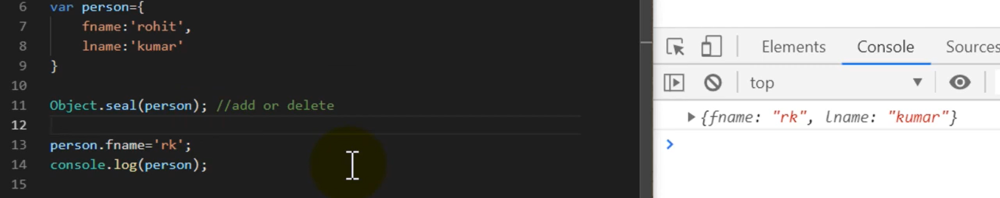 6 var person={
7 fname:'rohit',
8 lname:'kumar'
9 }
10
11 Object.seal(person); //add or delete
12
13 person.fname='rk';
14 console.log(person);
15
Elements Console Sources
top
{fname: "rk", lname: "kumar"}